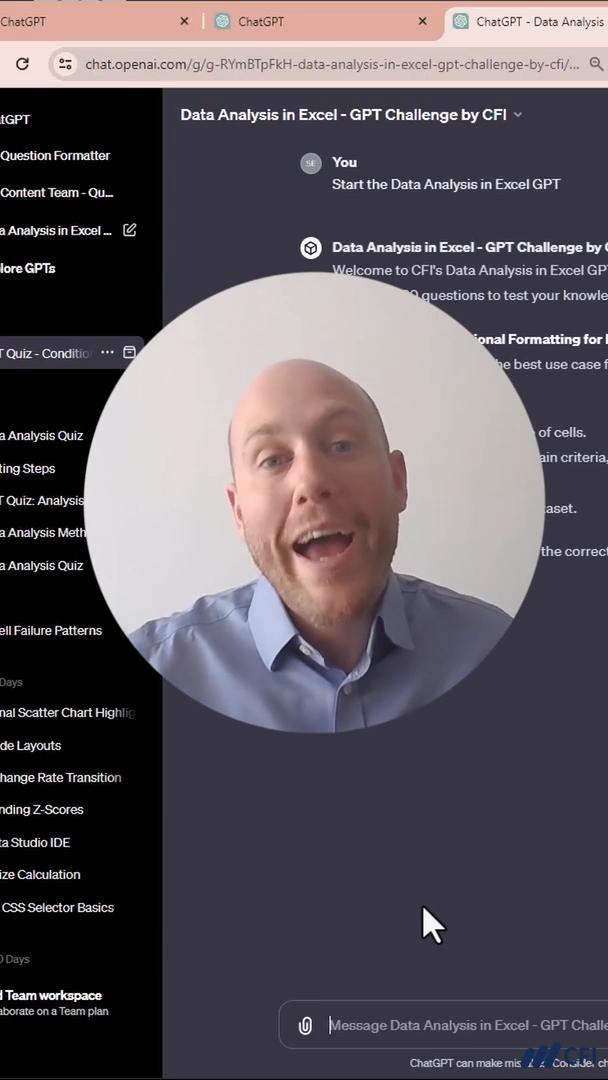 ChatGPT
ChatGPT
ChatGPT - Data Analysis
chat.openai.com/g/g-RYmBTpFkH-data-analysis-in-excel-gpt-challenge-by-cfi/...
atGPT
Question Formatter
Content Team - Qu...
a Analysis in Excel ...
lore GPTs
T Quiz - Conditio
a Analysis Quiz
ting Steps
T Quiz: Analysis
a Analysis Meth
a Analysis Quiz
ell Failure Patterns
Days
nal Scatter Chart Highlig
de Layouts
hange Rate Transition
nding Z-Scores
ta Studio IDE
ize Calculation
CSS Selector Basics
0 Days
d Team workspace
aborate on a Team plan
Data Analysis in Excel - GPT Challenge by CFI
SE
You
Start the Data Analysis in Excel GPT
Data Analysis in Excel - GPT Challenge by C
Welcome to CFI's Data Analysis in Excel GPT
questions to test your knowle
ional Formatting for
he best use case f
of cells.
ain criteria,
taset.
the correct
Message Data Analysis in Excel - GPT Challe
ChatGPT can make mis
Consider ch
CFI